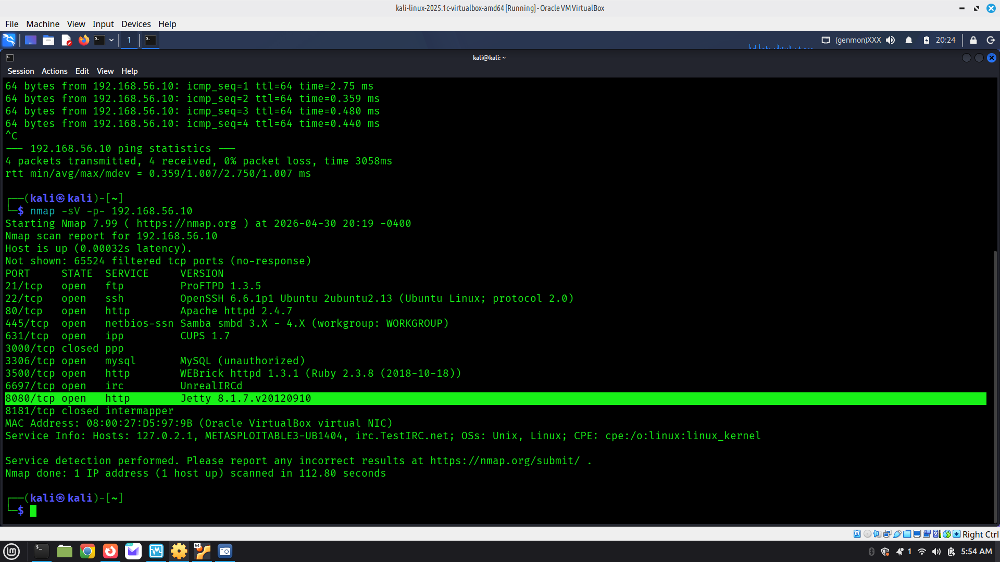 kali-linux-2025.1c-virtualbox-amd64 [Running] - Oracle VM VirtualBox
File Machine View Input Devices Help
1
(genmon)XXX
20:24
kali@kali: ~
Session Actions Edit View Help
64 bytes from 192.168.56.10: icmp_seq=1 ttl=64 time=2.75 ms
64 bytes from 192.168.56.10: icmp_seq=2 ttl=64 time=0.359 ms
64 bytes from 192.168.56.10: icmp_seq=3 ttl=64 time=0.480 ms
64 bytes from 192.168.56.10: icmp_seq=4 ttl=64 time=0.440 ms
^C
--- 192.168.56.10 ping statistics ---
4 packets transmitted, 4 received, 0% packet loss, time 3058ms
rtt min/avg/max/mdev = 0.359/1.007/2.750/1.007 ms
┌──(kali㉿kali)-[~]
└─$ nmap -sV -p- 192.168.56.10
Starting Nmap 7.99 ( https://nmap.org ) at 2026-04-30 20:19 -0400
Nmap scan report for 192.168.56.10
Host is up (0.00032s latency).
Not shown: 65524 filtered tcp ports (no-response)
PORT     STATE  SERVICE     VERSION
21/tcp   open   ftp         ProFTPD 1.3.5
22/tcp   open   ssh         OpenSSH 6.6.1p1 Ubuntu 2ubuntu2.13 (Ubuntu Linux; protocol 2.0)
80/tcp   open   http        Apache httpd 2.4.7
445/tcp  open   netbios-ssn Samba smbd 3.X - 4.X (workgroup: WORKGROUP)
631/tcp  open   ipp         CUPS 1.7
3000/tcp closed ppp
3306/tcp open   mysql       MySQL (unauthorized)
3500/tcp open   http        WEBrick httpd 1.3.1 (Ruby 2.3.8 (2018-10-18))
6697/tcp open   irc         UnrealIRCd
8080/tcp open   http        Jetty 8.1.7.v20120910
8181/tcp closed intermapper
MAC Address: 08:00:27:D5:97:9B (Oracle VirtualBox virtual NIC)
Service Info: Hosts: 127.0.2.1, METASPLOITABLE3-UB1404, irc.TestIRC.net; OSs: Unix, Linux; CPE: cpe:/o:linux:linux_kernel
Service detection performed. Please report any incorrect results at https://nmap.org/submit/ .
Nmap done: 1 IP address (1 host up) scanned in 112.80 seconds
┌──(kali㉿kali)-[~]
└─$
Right Ctrl
64
1
5:54 AM